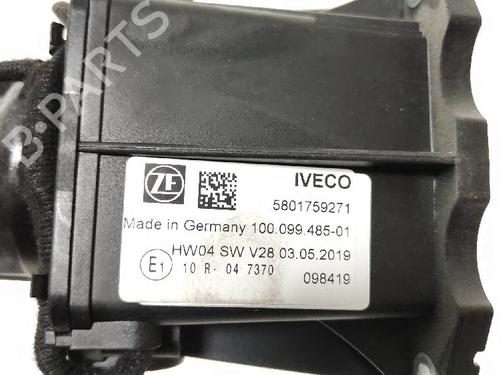 B-PARTS
ZF
IVECO
5801759271
Made in Germany 100.099.485-01
HW04 SW V28 03.05.2019
E1 10 R- 04 7370
098419